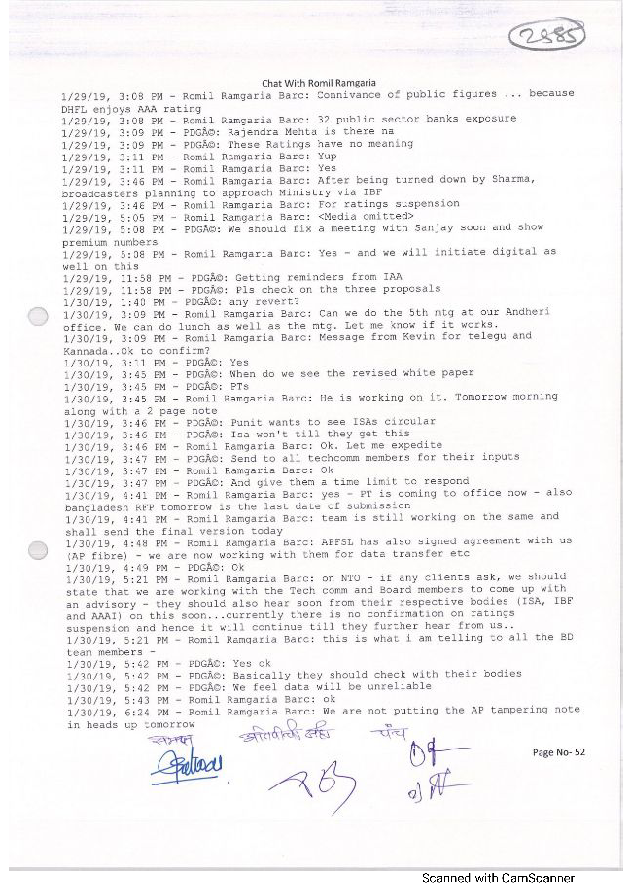 2985
Chat With Romil Ramgaria
1/29/19, 3:08 PM - Romil Ramgaria Barc: Connivance of public figures ... because
DHFL enjoys AAA rating
1/29/19, 3:08 PM - Romil Ramgaria Barc: 32 public sector banks exposure
1/29/19, 3:09 PM - PDGÃ©: Rajendra Mehta is there na
1/29/19, 3:09 PM - PDGÃ©: These Ratings have no meaning
1/29/19, 3:11 PM - Romil Ramgaria Barc: Yup
1/29/19, 3:11 PM - Romil Ramgaria Barc: Yes
1/29/19, 3:46 PM - Romil Ramgaria Barc: After being turned down by Sharma,
broadcasters planning to approach Ministry via IBF
1/29/19, 3:46 PM - Romil Ramgaria Barc: For ratings suspension
1/29/19, 5:05 PM - Romil Ramgaria Barc: <Media omitted>
1/29/19, 5:08 PM - PDGÃ©: We should fix a meeting with Sanjay soon and show
premium numbers
1/29/19, 5:08 PM - Romil Ramgaria Barc: Yes - and we will initiate digital as
well on this
1/29/19, 11:58 PM - PDGÃ©: Getting reminders from IAA
1/29/19, 11:58 PM - PDGÃ©: Pls check on the three proposals
1/30/19, 1:40 PM - PDGÃ©: any revert?
1/30/19, 3:09 PM - Romil Ramgaria Barc: Can we do the 5th mtg at our Andheri
office. We can do lunch as well as the mtg. Let me know if it works.
1/30/19, 3:09 PM - Romil Ramgaria Barc: Message from Kevin for telegu and
Kannada..Ok to confirm?
1/30/19, 3:11 PM - PDGÃ©: Yes
1/30/19, 3:45 PM - PDGÃ©: When do we see the revised white paper
1/30/19, 3:45 PM - PDGÃ©: PTs
1/30/19, 3:45 PM - Romil Ramgaria Barc: He is working on it. Tomorrow morning
along with a 2 page note
1/30/19, 3:46 PM - PDGÃ©: Punit wants to see ISAs circular
1/30/19, 3:46 PM - PDGÃ©: Isa won't till they get this
1/30/19, 3:46 PM - Romil Ramgaria Barc: Ok. Let me expedite
1/30/19, 3:47 PM - PDGÃ©: Send to all techcomm members for their inputs
1/30/19, 3:47 PM - Romil Ramgaria Barc: Ok
1/30/19, 3:47 PM - PDGÃ©: And give them a time limit to respond
1/30/19, 4:41 PM - Romil Ramgaria Barc: yes - PT is coming to office now - also
bangladesh RFP tomorrow is the last date of submission
1/30/19, 4:41 PM - Romil Ramgaria Barc: team is still working on the same and
shall send the final version today
1/30/19, 4:48 PM - Romil Ramgaria Barc: APFSL has also signed agreement with us
(AP fibre) - we are now working with them for data transfer etc
1/30/19, 4:49 PM - PDGÃ©: Ok
1/30/19, 5:21 PM - Romil Ramgaria Barc: or NTO - if any clients ask, we should
state that we are working with the Tech comm and Board members to come up with
an advisory - they should also hear soon from their respective bodies (ISA, IBF
and AAAI) on this soon...currently there is no confirmation on ratings
suspension and hence it will continue till they further hear from us..
1/30/19, 5:21 PM - Romil Ramgaria Barc: this is what i am telling to all the BD
team members -
1/30/19, 5:42 PM - PDGÃ©: Yes ok
1/30/19, 5:42 PM - PDGÃ©: Basically they should check with their bodies
1/30/19, 5:42 PM - PDGÃ©: We feel data will be unreliable
1/30/19, 5:43 PM - Romil Ramgaria Barc: ok
1/30/19, 6:24 PM - Romil Ramgaria Barc: We are not putting the AP tampering note
in heads up tomorrow
समक्ष
पंच
Page No- 52
Scanned with CamScanner